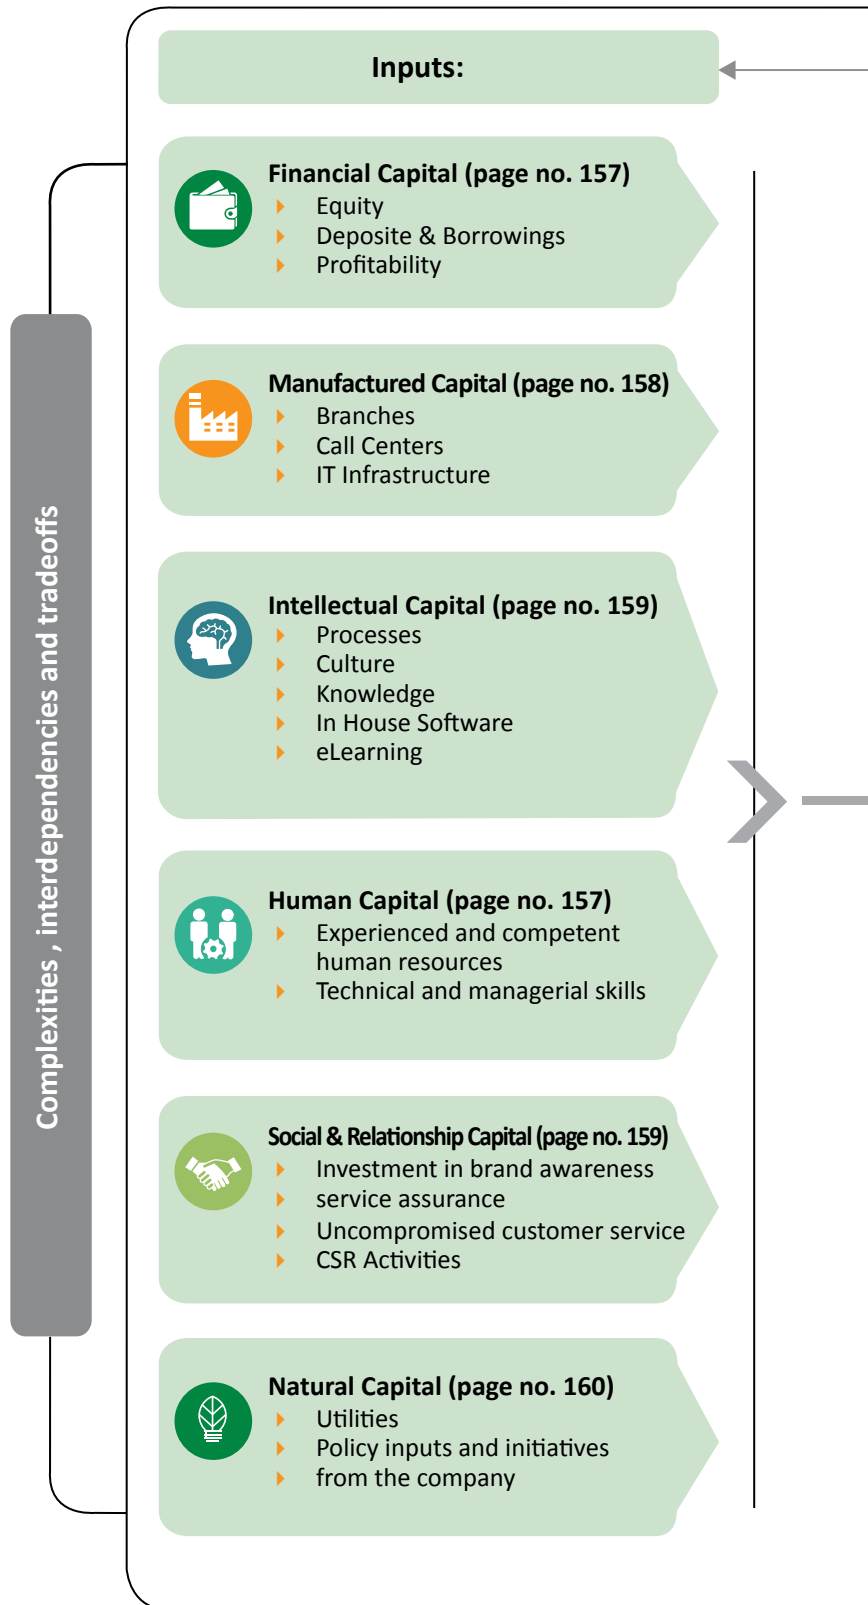 Inputs:
Financial Capital (page no. 157)
Equity
Deposite & Borrowings
Profitability
Manufactured Capital (page no. 158)
Branches
Call Centers
IT Infrastructure
Intellectual Capital (page no. 159)
Processes
Culture
Knowledge
In House Software
eLearning
Human Capital (page no. 157)
Experienced and competent
human resources
Technical and managerial skills
Social & Relationship Capital (page no. 159)
Investment in brand awareness
service assurance
Uncompromised customer service
CSR Activities
Natural Capital (page no. 160)
Utilities
Policy inputs and initiatives
from the company
Complexities , interdependencies and tradeoffs